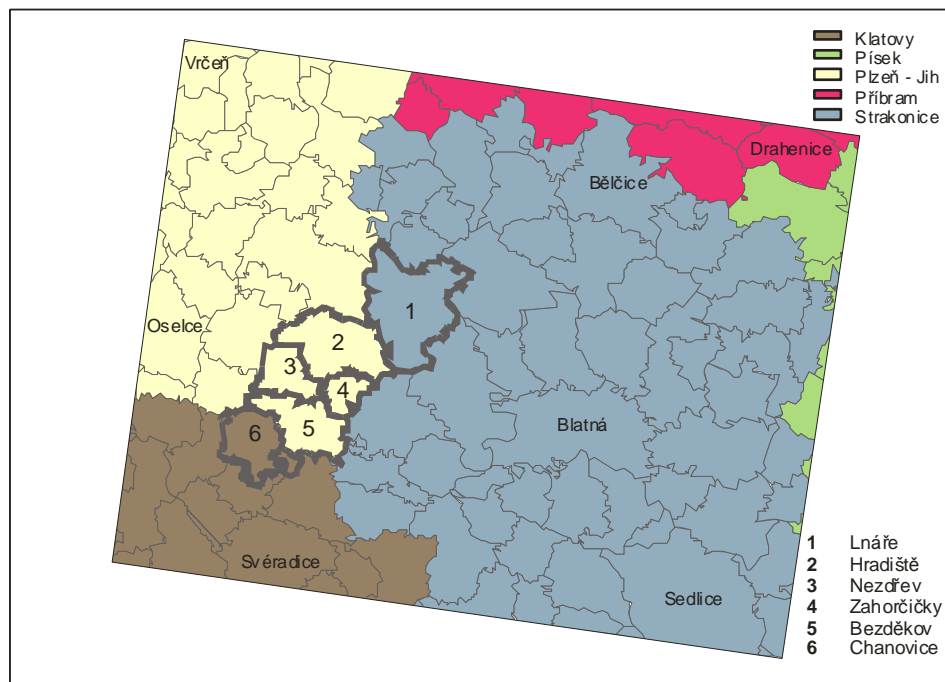 Klatovy
Písek
Plzeň - Jih
Příbram
Strakonice
Vrčeň
Drahenice
Bělčice
Oselce
1
2
3
4
5
6
Blatná
Svéradice
Sedlice
1 Lnáře
2 Hradiště
3 Nezdřev
4 Zahorčičky
5 Bezděkov
6 Chanovice